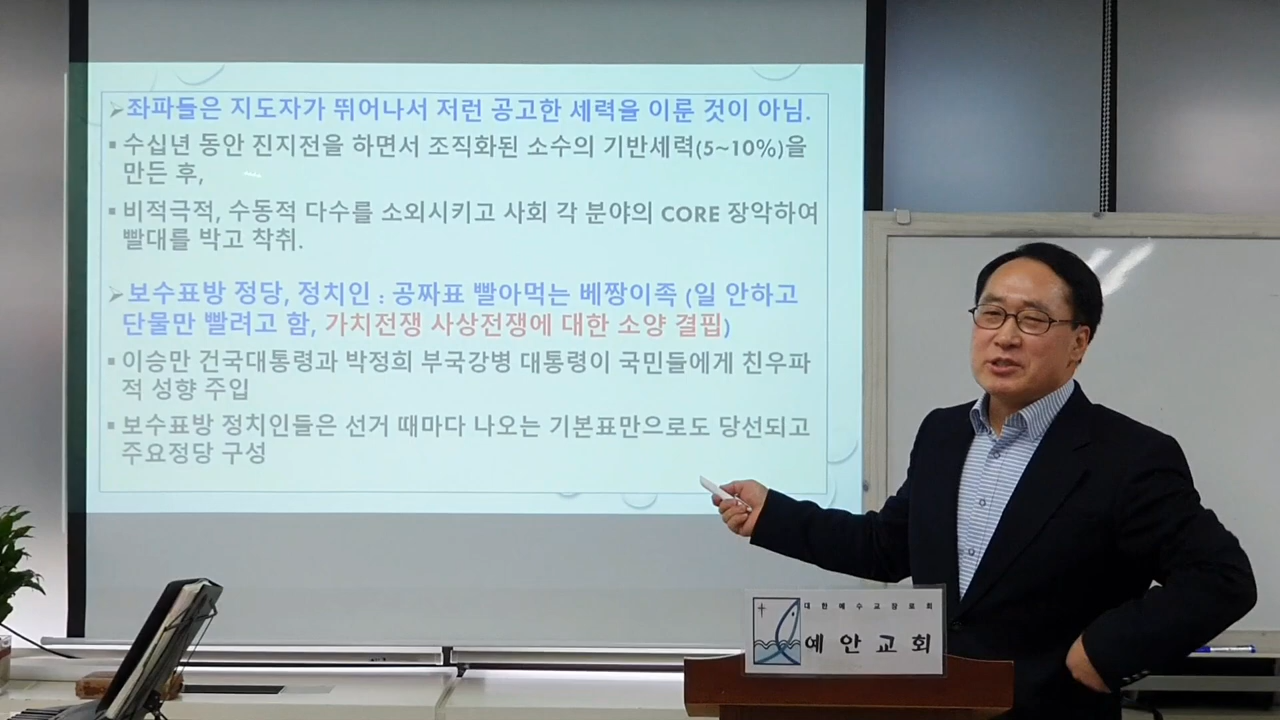 ➢좌파들은 지도자가 뛰어나서 저런 공고한 세력을 이룬 것이 아님.
▪ 수십년 동안 진지전을 하면서 조직화된 소수의 기반세력(5~10%)을
만든 후,
▪ 비적극적, 수동적 다수를 소외시키고 사회 각 분야의 CORE 장악하여
빨대를 박고 착취.
➢보수표방 정당, 정치인 : 공짜표 빨아먹는 베짱이족 (일 안하고
단물만 빨려고 함, 가치전쟁 사상전쟁에 대한 소양 결핍)
▪ 이승만 건국대통령과 박정희 부국강병 대통령이 국민들에게 친우파
적 성향 주입
▪ 보수표방 정치인들은 선거 때마다 나오는 기본표만으로도 당선되고
주요정당 구성
대한예수교장로회
예안교회